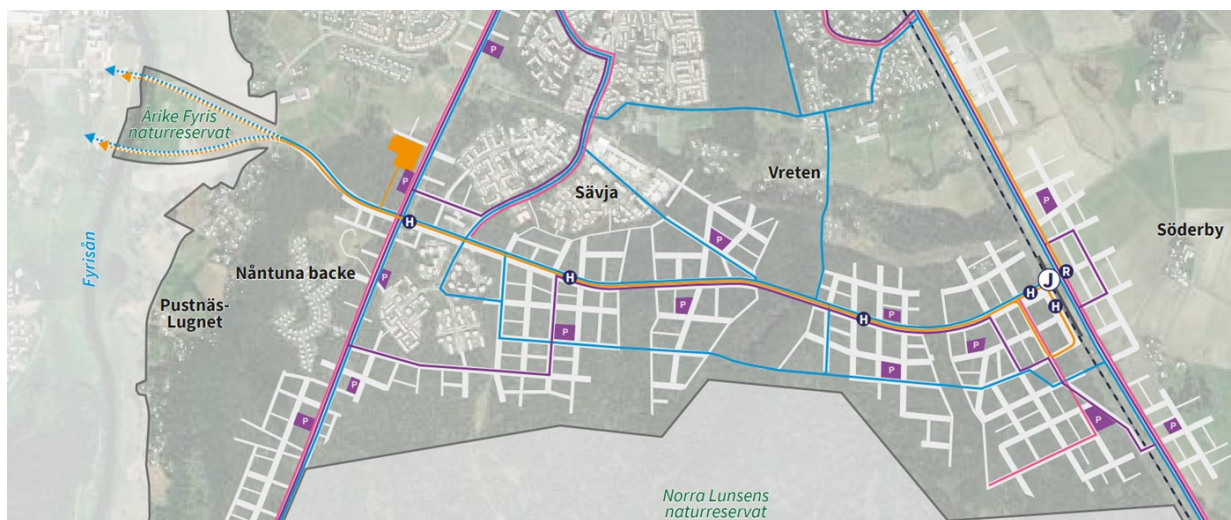 P
Årike Fyris
naturreservat
P
P
Sävja
Vreten
P
Söderby
H
P
Fyrisån
Nåntuna backe
P
H
R
J
H
H
Pustnäs-
Lugnet
P
P
P
H
P
P
P
P
P
P
Norra Lunsens
naturreservat